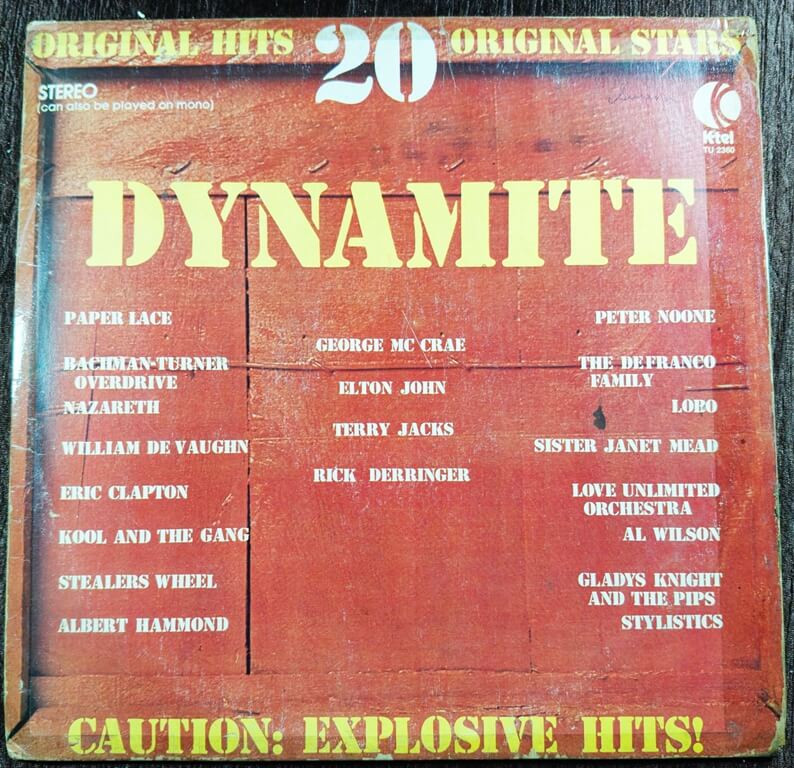 ORIGINAL HITS 20 ORIGINAL STARS
STEREO
(can also be played on mono)
K-tel
TU 2360
DYNAMITE
PAPER LACE
BACHMAN-TURNER
OVERDRIVE
NAZARETH
WILLIAM DE VAUGHN
ERIC CLAPTON
KOOL AND THE GANG
STEALERS WHEEL
ALBERT HAMMOND
GEORGE MC CRAE
ELTON JOHN
TERRY JACKS
RICK DERRINGER
PETER NOONE
THE DEFRANCO
FAMILY
LOBO
SISTER JANET MEAD
LOVE UNLIMITED
ORCHESTRA
AL WILSON
GLADYS KNIGHT
AND THE PIPS
STYLISTICS
CAUTION: EXPLOSIVE HITS!